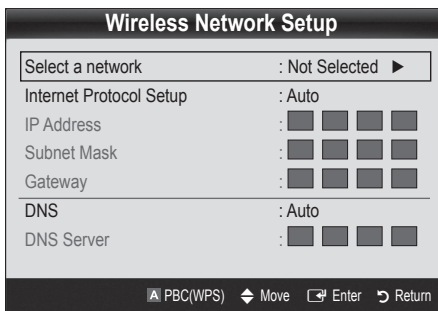 Wireless Network Setup
Select a network : Not Selected ►
Internet Protocol Setup : Auto
IP Address :
Subnet Mask :
Gateway :
DNS : Auto
DNS Server :
A PBC(WPS) Move Enter Return